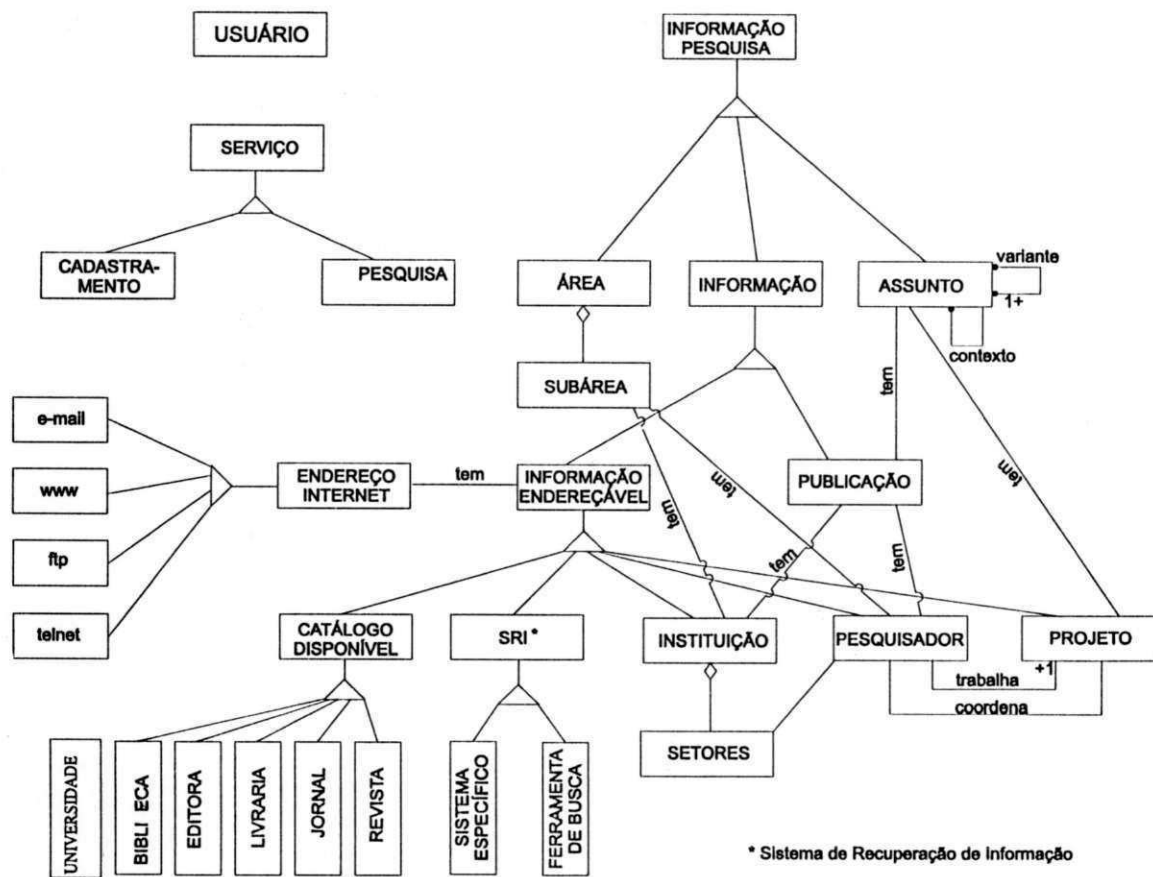 USUÁRIO
INFORMAÇÃO
PESQUISA
SERVIÇO
CADASTRA-
MENTO
PESQUISA
ÁREA
INFORMAÇÃO
ASSUNTO
variante
1+
contexto
SUBÁREA
tem
e-mail
www
ftp
telnet
ENDEREÇO
INTERNET
tem
INFORMAÇÃO
ENDEREÇÁVEL
tem
tem
PUBLICAÇÃO
tem
tem
tem
CATÁLOGO
DISPONÍVEL
SRI *
INSTITUIÇÃO
PESQUISADOR
PROJETO
+1
trabalha
coordena
SETORES
UNIVERSIDADE
BIBLI ECA
EDITORA
LIVRARIA
JORNAL
REVISTA
SISTEMA
ESPECÍFICO
FERRAMENTA
DE BUSCA
* Sistema de Recuperação de Informação